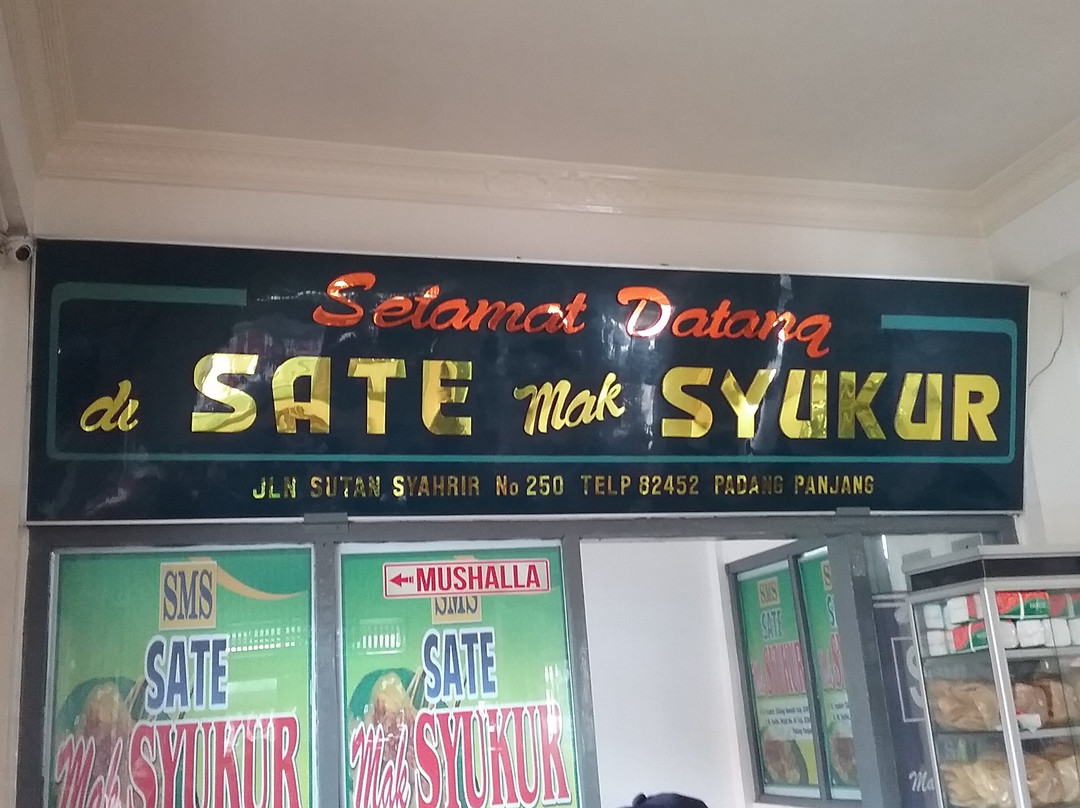 Selamat Datang
di SATE Mak SYUKUR
JLN SUTAN SYAHRIR No 250 TELP 82452 PADANG PANJANG
SMS
SATE
Mak SYUKUR
MUSHALLA
SMS
SATE
Mak SYUKUR
SATE